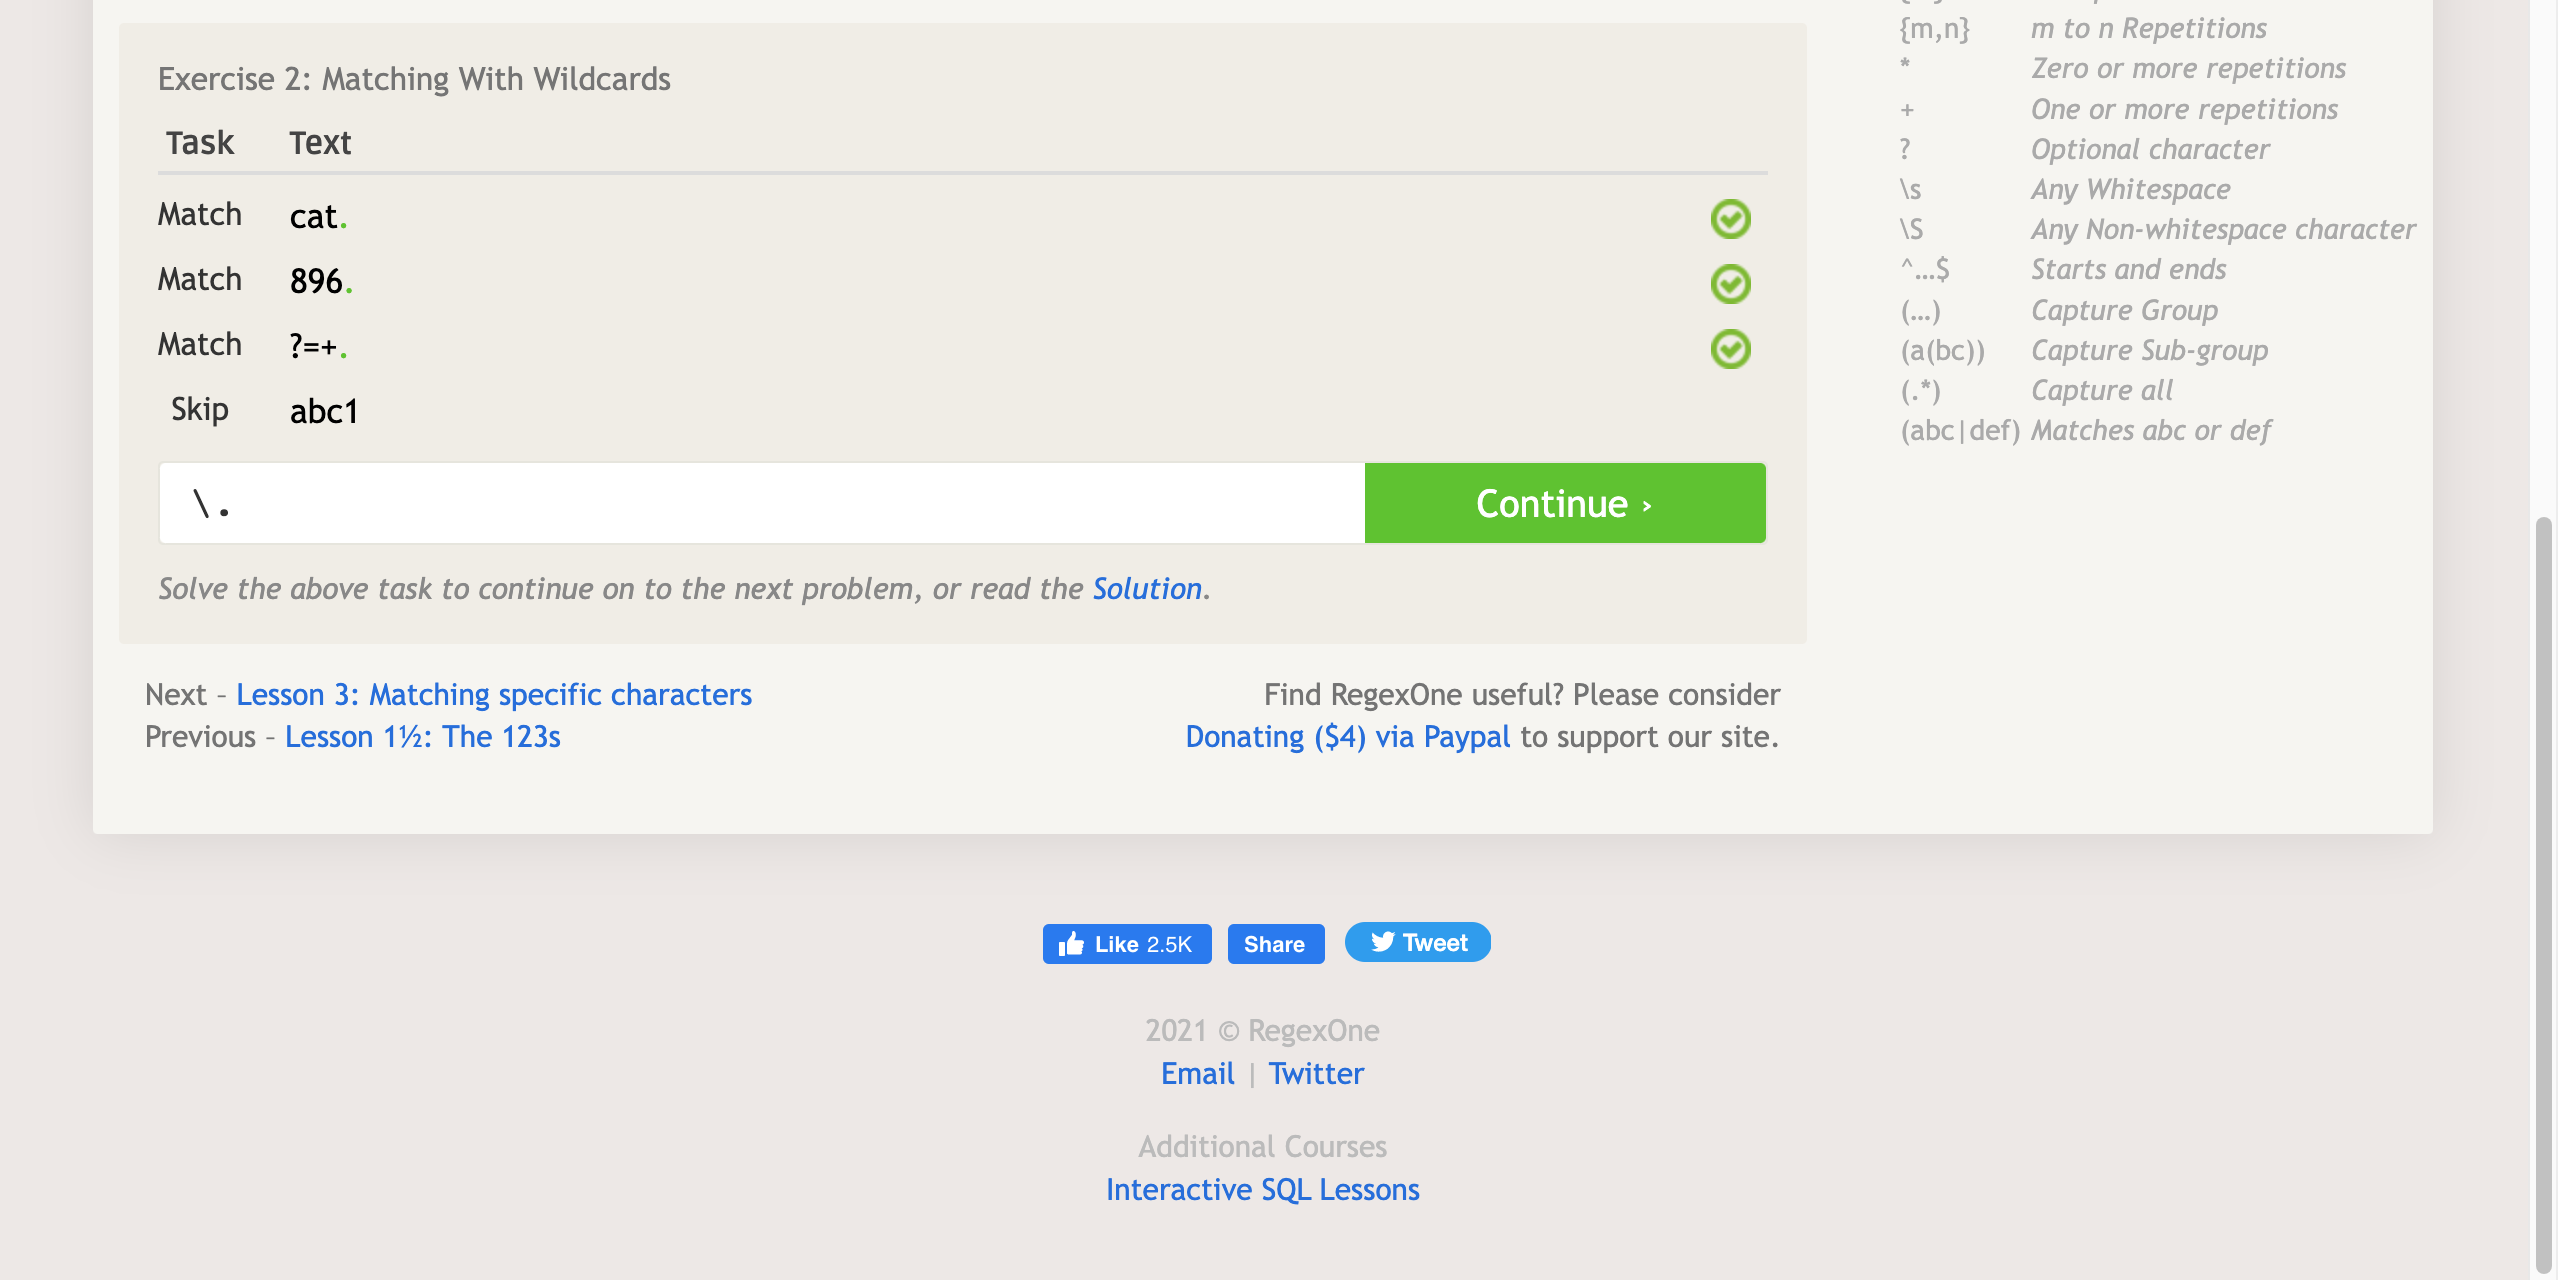 Exercise 2: Matching With Wildcards
Task Text
Match cat.
Match 896.
Match ?=+.
Skip abc1
\.
Continue ›
Solve the above task to continue on to the next problem, or read the Solution.
Next – Lesson 3: Matching specific characters
Previous – Lesson 1½: The 123s
Find RegexOne useful? Please consider
Donating ($4) via Paypal to support our site.
{m,n} m to n Repetitions
* Zero or more repetitions
+ One or more repetitions
? Optional character
\s Any Whitespace
\S Any Non-whitespace character
^…$ Starts and ends
(…) Capture Group
(a(bc)) Capture Sub-group
(.*) Capture all
(abc|def) Matches abc or def
Like 2.5K
Share
Tweet
2021 © RegexOne
Email | Twitter
Additional Courses
Interactive SQL Lessons